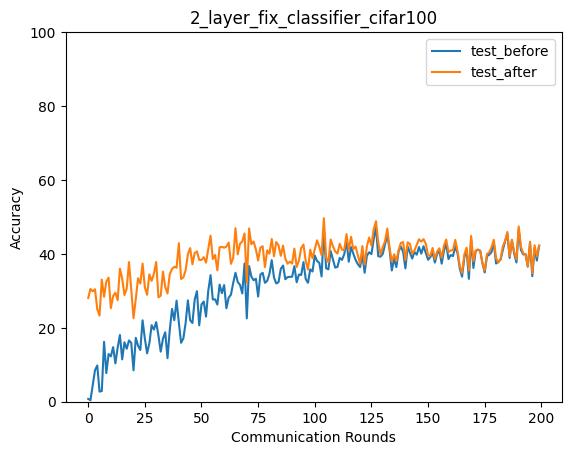 2_layer_fix_classifier_cifar100
100
80
60
40
20
0
Accuracy
test_before
test_after
0 25 50 75 100 125 150 175 200
Communication Rounds